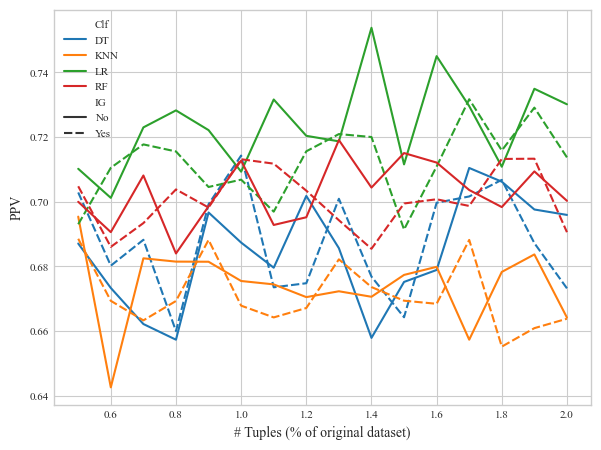 Clf
DT
KNN
LR
RF
IG
No
Yes
PPV
0.74
0.72
0.70
0.68
0.66
0.64
0.6 0.8 1.0 1.2 1.4 1.6 1.8 2.0
# Tuples (% of original dataset)